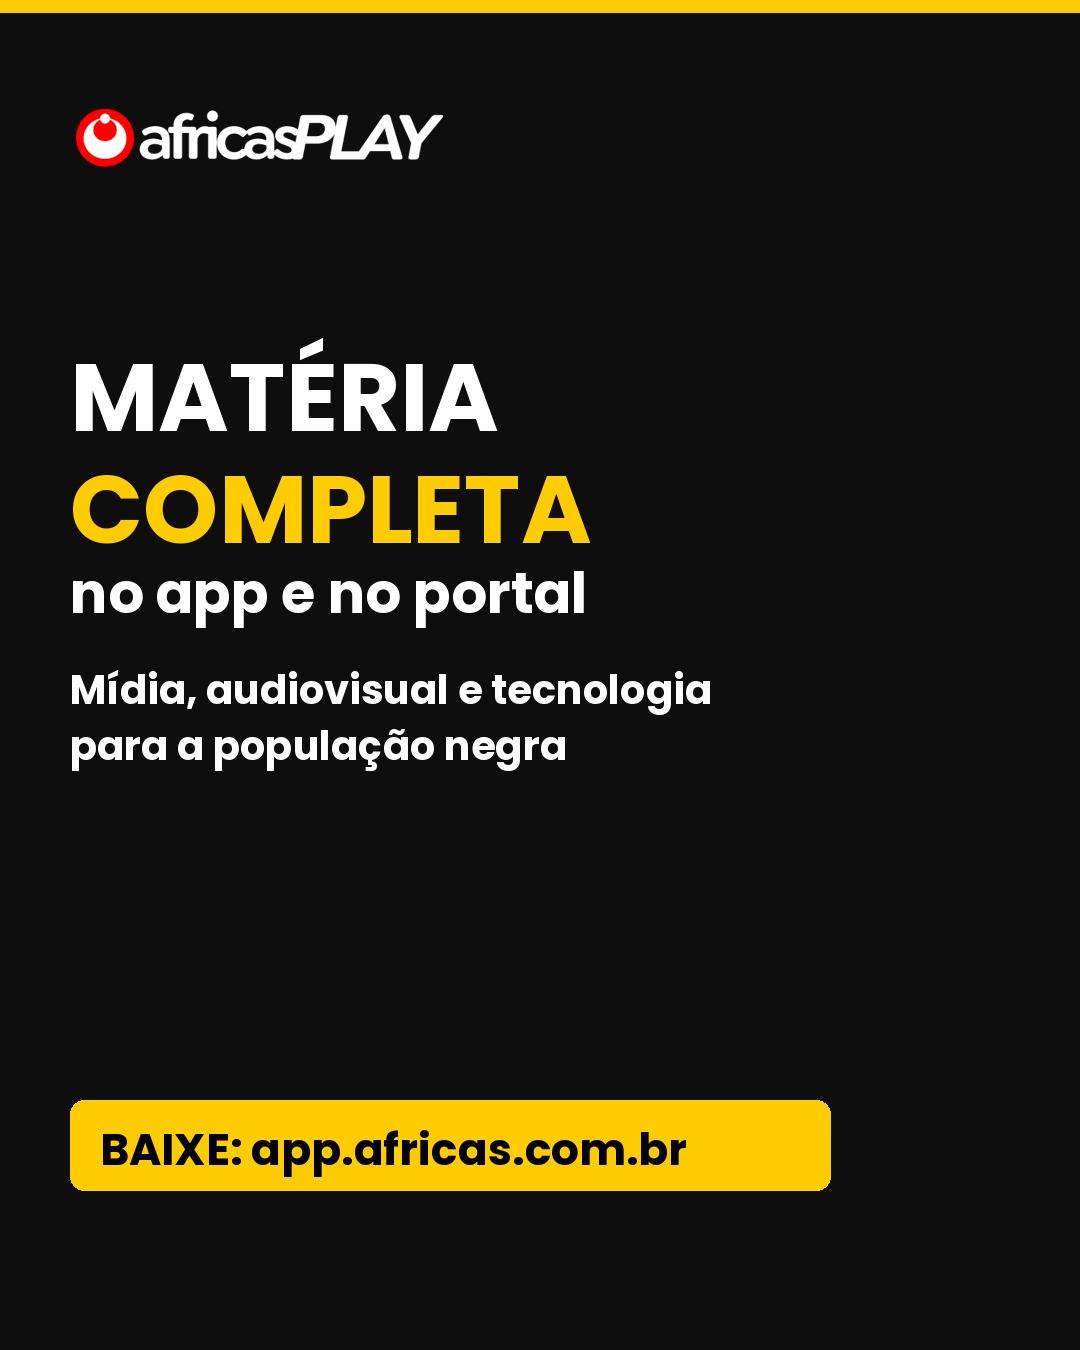 africasPLAY
MATÉRIA
COMPLETA
no app e no portal
Mídia, audiovisual e tecnologia
para a população negra
BAIXE: app.africas.com.br